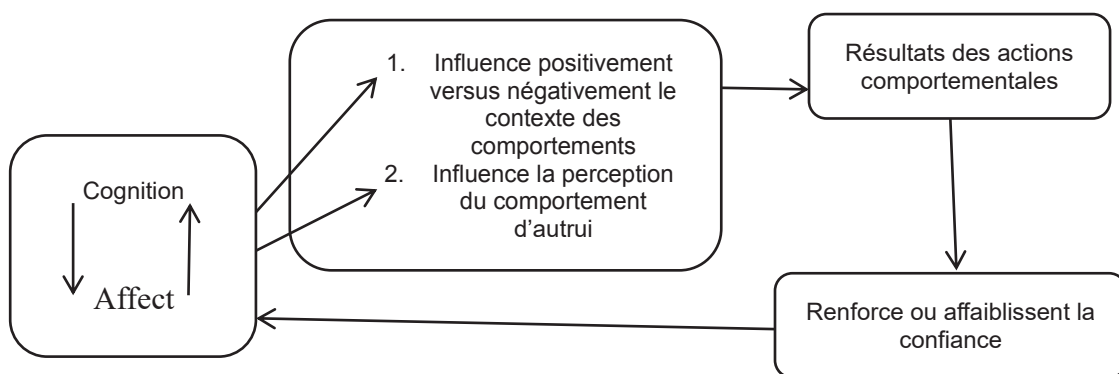 Cognition
Affect
1. Influence positivement
versus négativement le
contexte des
comportements
2. Influence la perception
du comportement
d'autrui
Résultats des actions
comportementales
Renforce ou affaiblissent la
confiance